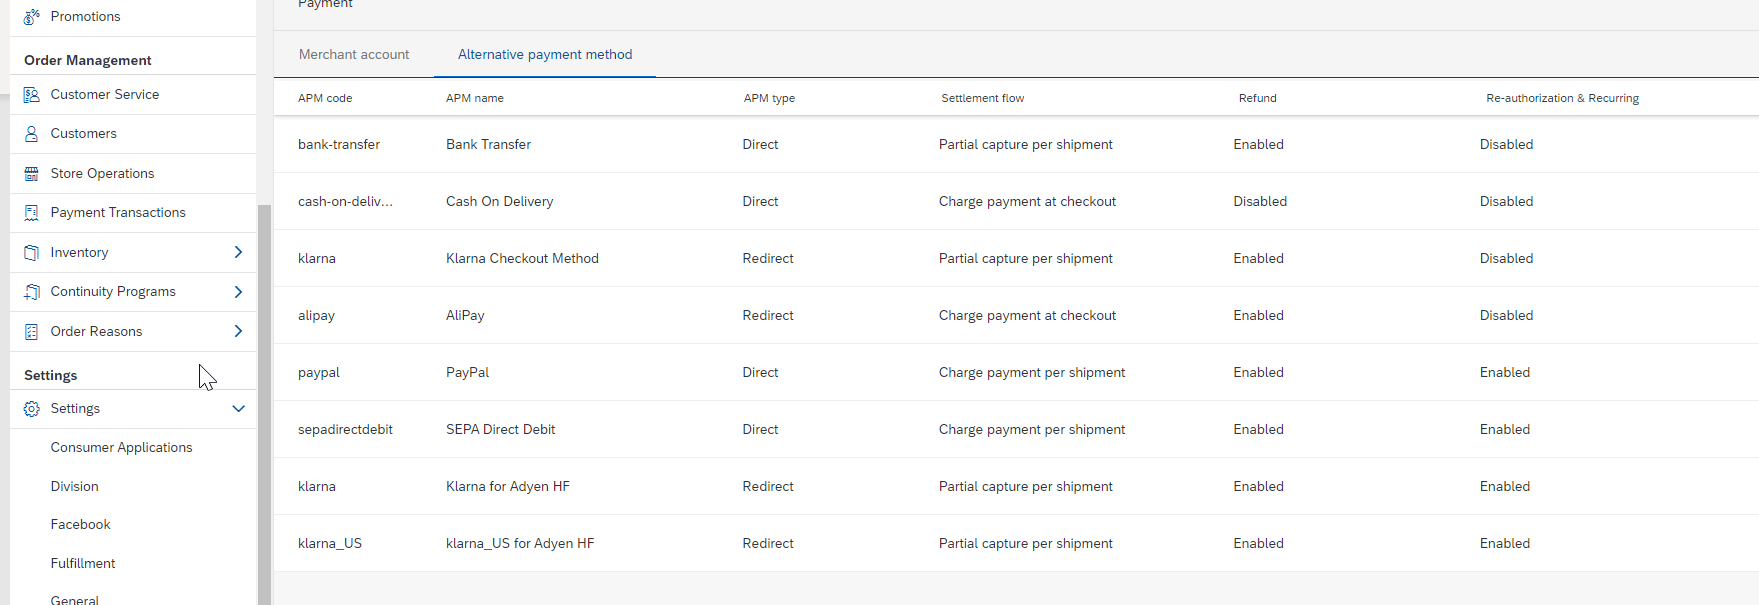 Promotions
Order Management
Customer Service
Customers
Store Operations
Payment Transactions
Inventory
Continuity Programs
Order Reasons
Settings
Settings
Consumer Applications
Division
Facebook
Fulfillment
General
Payment
Merchant account Alternative payment method
APM code APM name APM type Settlement flow Refund Re-authorization & Recurring
bank-transfer Bank Transfer Direct Partial capture per shipment Enabled Disabled
cash-on-deliv... Cash On Delivery Direct Charge payment at checkout Disabled Disabled
klarna Klarna Checkout Method Redirect Partial capture per shipment Enabled Disabled
alipay AliPay Redirect Charge payment at checkout Enabled Disabled
paypal PayPal Direct Charge payment per shipment Enabled Enabled
sepadirectdebit SEPA Direct Debit Direct Charge payment per shipment Enabled Enabled
klarna Klarna for Adyen HF Redirect Partial capture per shipment Enabled Enabled
klarna_US klarna_US for Adyen HF Redirect Partial capture per shipment Enabled Enabled